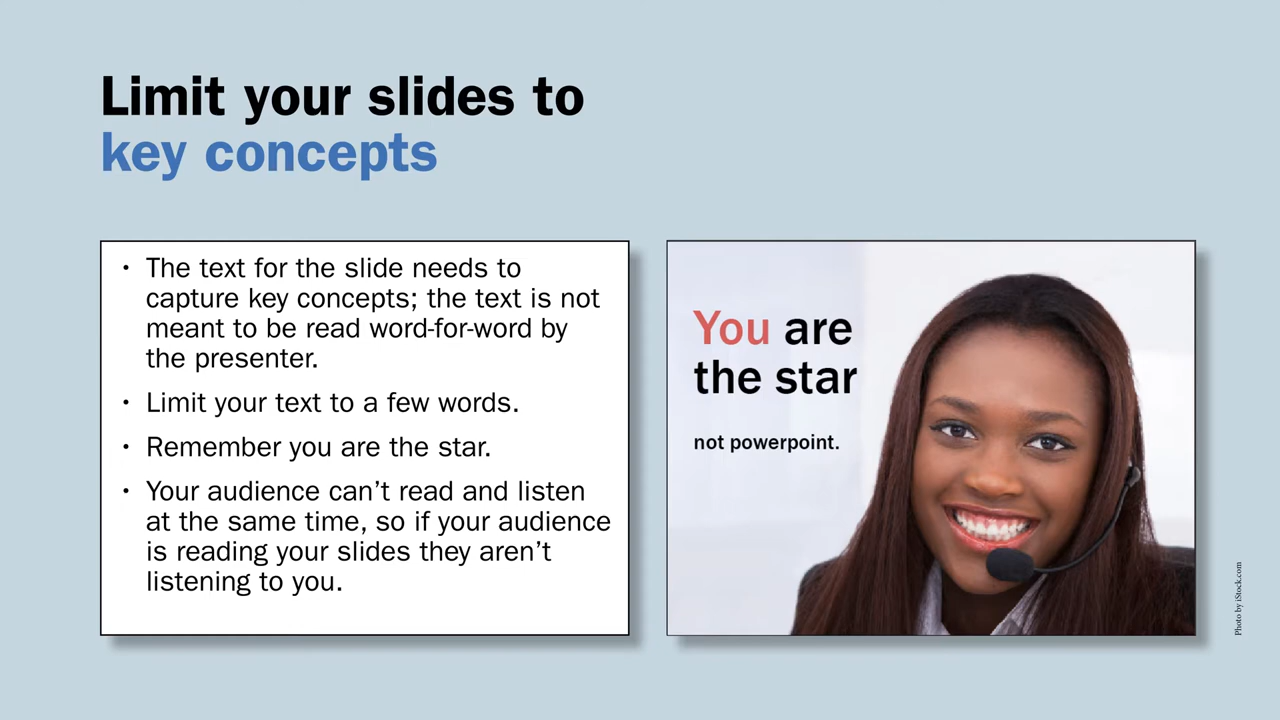 Limit your slides to
key concepts
• The text for the slide needs to
capture key concepts; the text is not
meant to be read word-for-word by
the presenter.
• Limit your text to a few words.
• Remember you are the star.
• Your audience can’t read and listen
at the same time, so if your audience
is reading your slides they aren’t
listening to you.
You are
the star
not powerpoint.
Photo by iStock.com